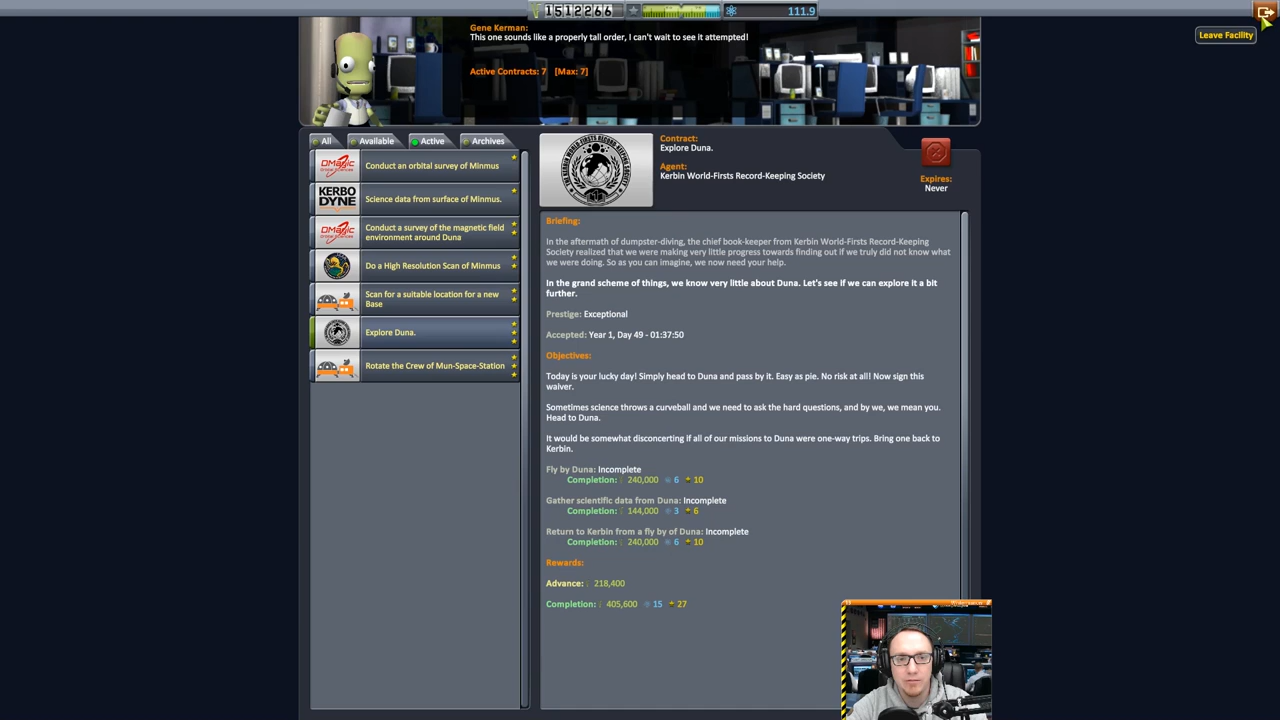 1512266
111.9
Leave Facility
Gene Kerman:
This one sounds like a properly tall order, I can't wait to see it attempted!
Active Contracts: 7 [Max: 7]
All
Available
Active
Archives
DMagic
Conduct an orbital survey of Minmus
KERBO
DYNE
Science data from surface of Minmus.
DMagic
Conduct a survey of the magnetic field
environment around Duna
Do a High Resolution Scan of Minmus
Scan for a suitable location for a new
Base
Explore Duna.
Rotate the Crew of Mun-Space-Station
Contract:
Explore Duna.
Agent:
Kerbin World-Firsts Record-Keeping Society
Expires:
Never
Briefing:
In the aftermath of dumpster-diving, the chief book-keeper from Kerbin World-Firsts Record-Keeping
Society realized that we were making very little progress towards finding out if we truly did not know what
we were doing. So as you can imagine, we now need your help.
In the grand scheme of things, we know very little about Duna. Let's see if we can explore it a bit
further.
Prestige: Exceptional
Accepted: Year 1, Day 49 - 01:37:50
Objectives:
Today is your lucky day! Simply head to Duna and pass by it. Easy as pie. No risk at all! Now sign this
waiver.
Sometimes science throws a curveball and we need to ask the hard questions, and by we, we mean you.
Head to Duna.
It would be somewhat disconcerting if all of our missions to Duna were one-way trips. Bring one back to
Kerbin.
Fly by Duna: Incomplete
Completion: 240,000 6 10
Gather scientific data from Duna: Incomplete
Completion: 144,000 3 6
Return to Kerbin from a fly by of Duna: Incomplete
Completion: 240,000 6 10
Rewards:
Advance: 218,400
Completion: 405,600 15 27